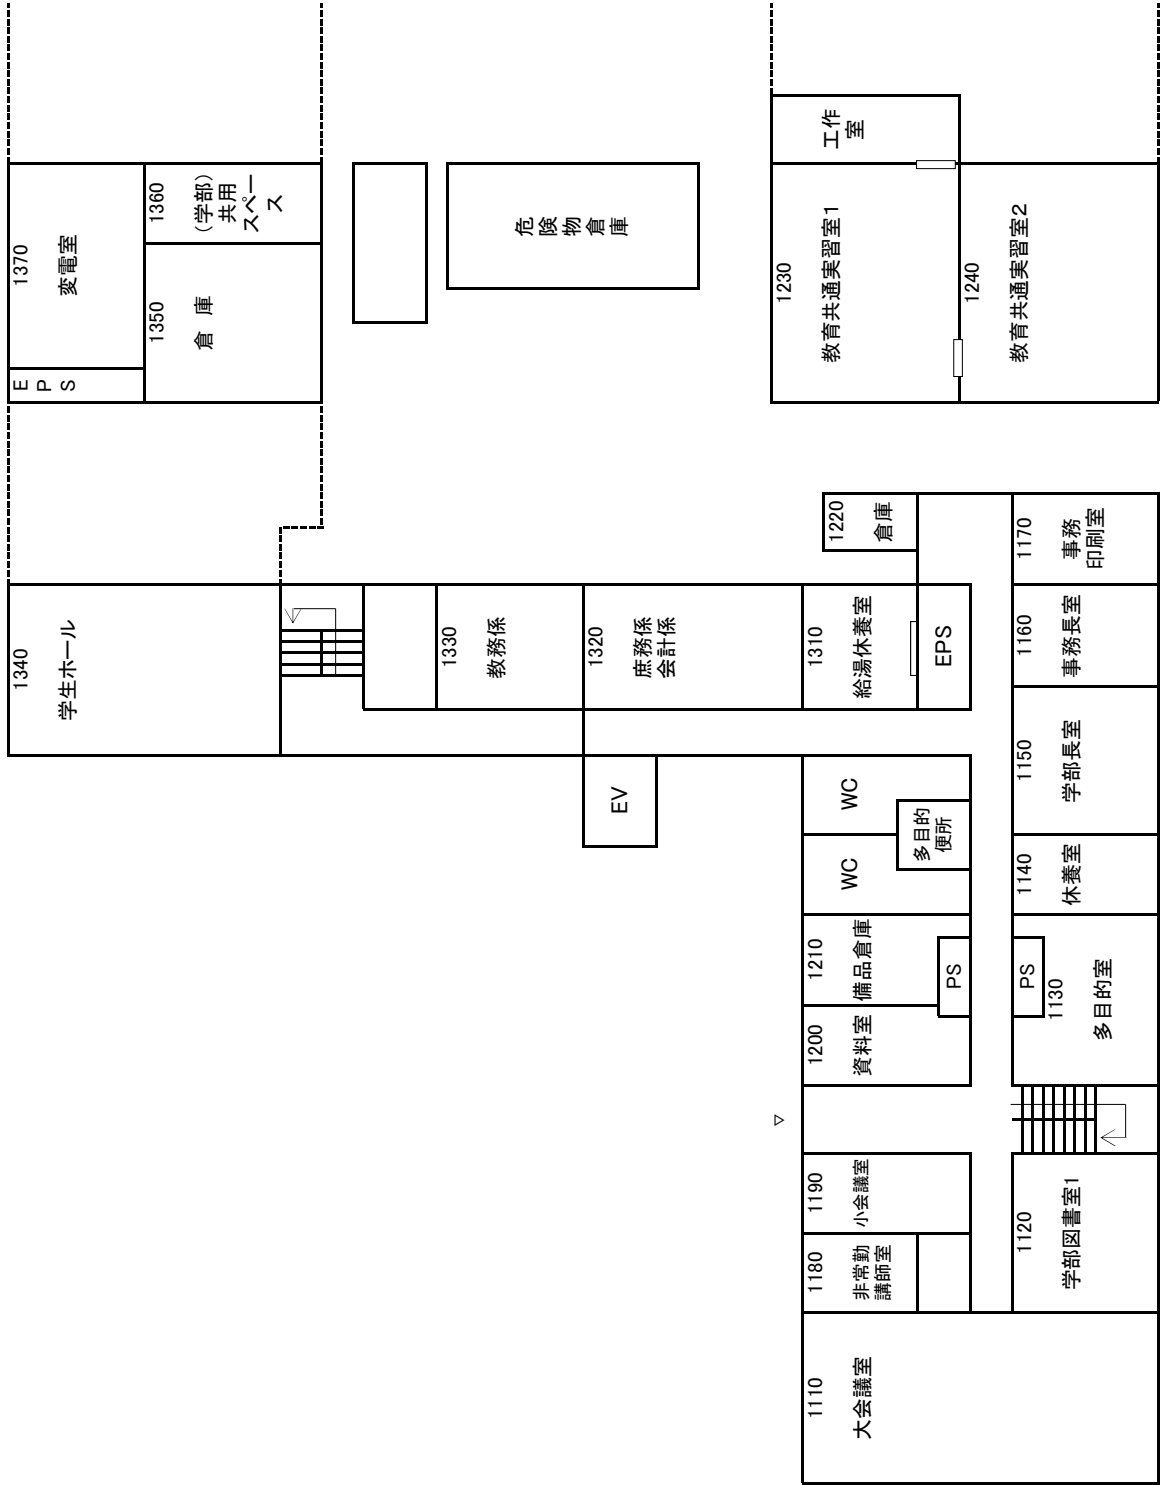 1110
大会議室
1120
学部図書室1
1130
多目的室
PS
1140
休養室
1150
学部長室
1160
事務長室
1170
事務
印刷室
1180
非常勤
講師室
1190
小会議室
1200
資料室
1210
備品倉庫
PS
WC
WC
多目的
便所
EV
1220
倉庫
EPS
1310
給湯休養室
1320
庶務係
会計係
1330
教務係
1340
学生ホール
1230
教育共通実習室1
1240
教育共通実習室2
工作
室
危険物倉庫
EPS
1350
倉庫
1360
(学部)
共用
スペー
ス
1370
変電室